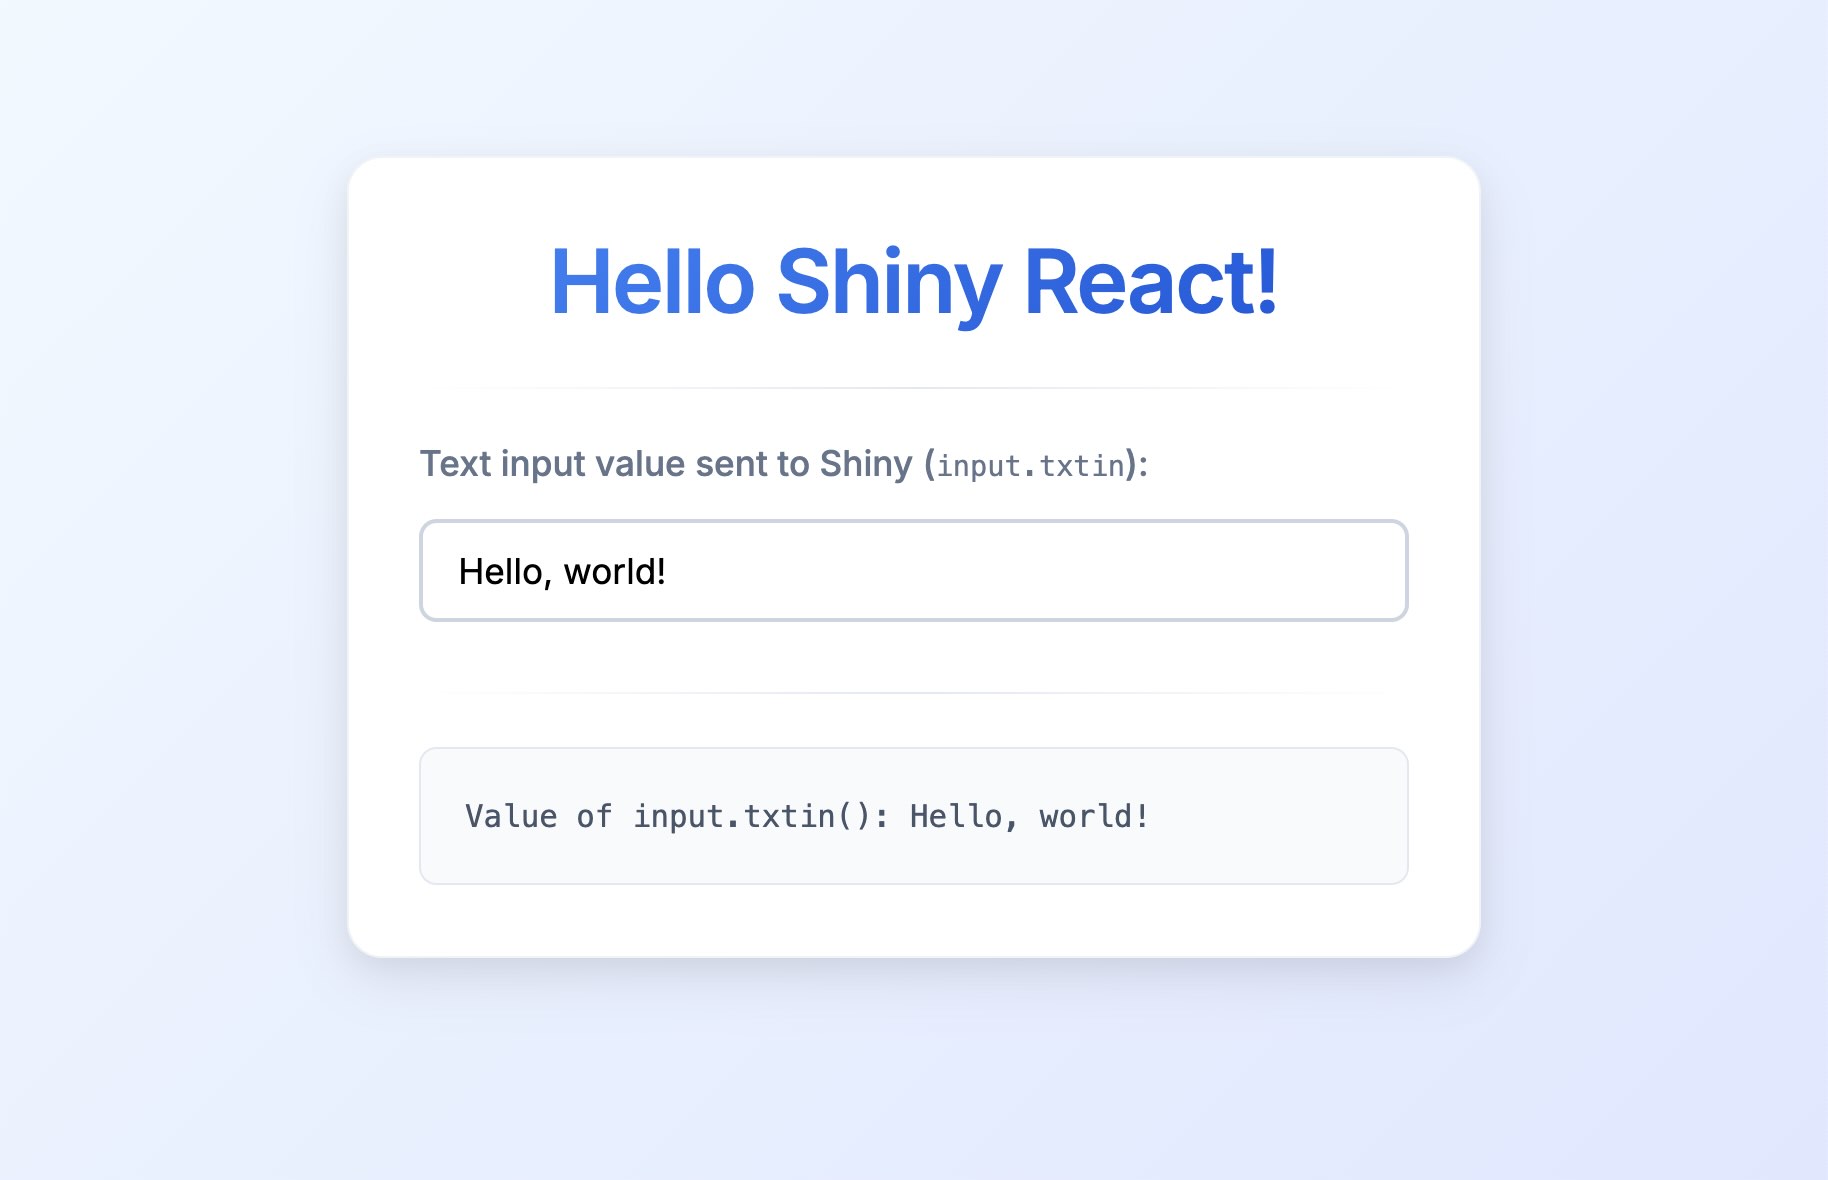 Hello Shiny React!
Text input value sent to Shiny (input.txtin):
Hello, world!
Value of input.txtin(): Hello, world!